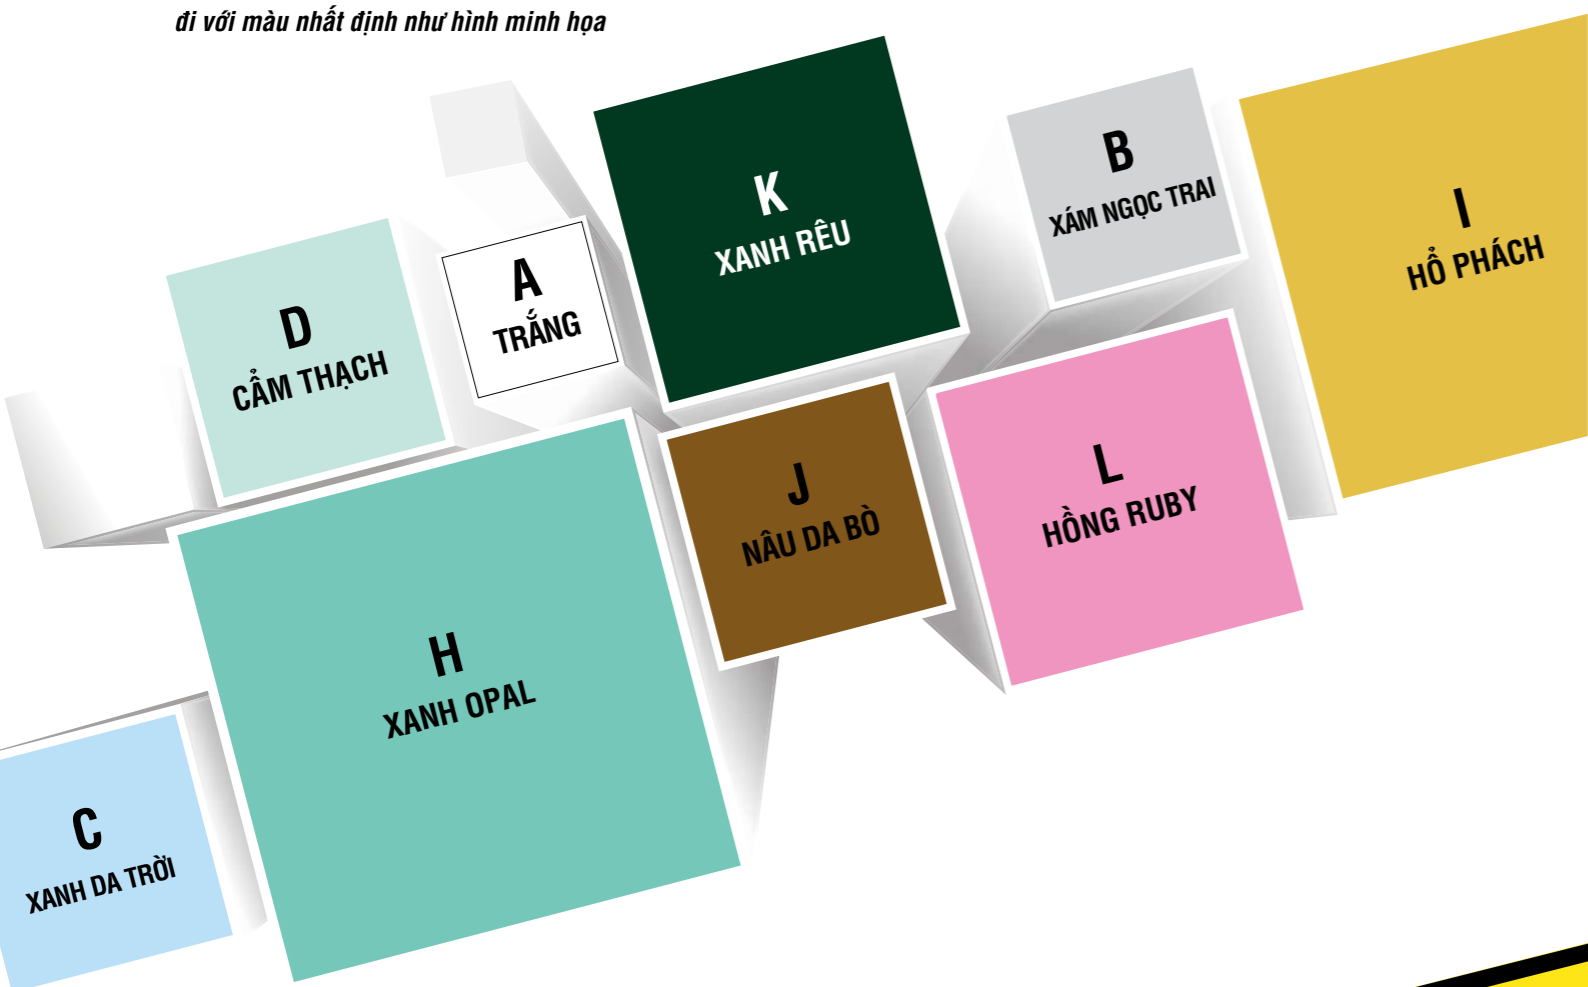 đi với màu nhất định như hình minh họa
K
XANH RÊU
B
XÁM NGỌC TRAI
I
HỔ PHÁCH
D
CẨM THẠCH
A
TRẮNG
J
NÂU DA BÒ
L
HỒNG RUBY
H
XANH OPAL
C
XANH DA TRỜI